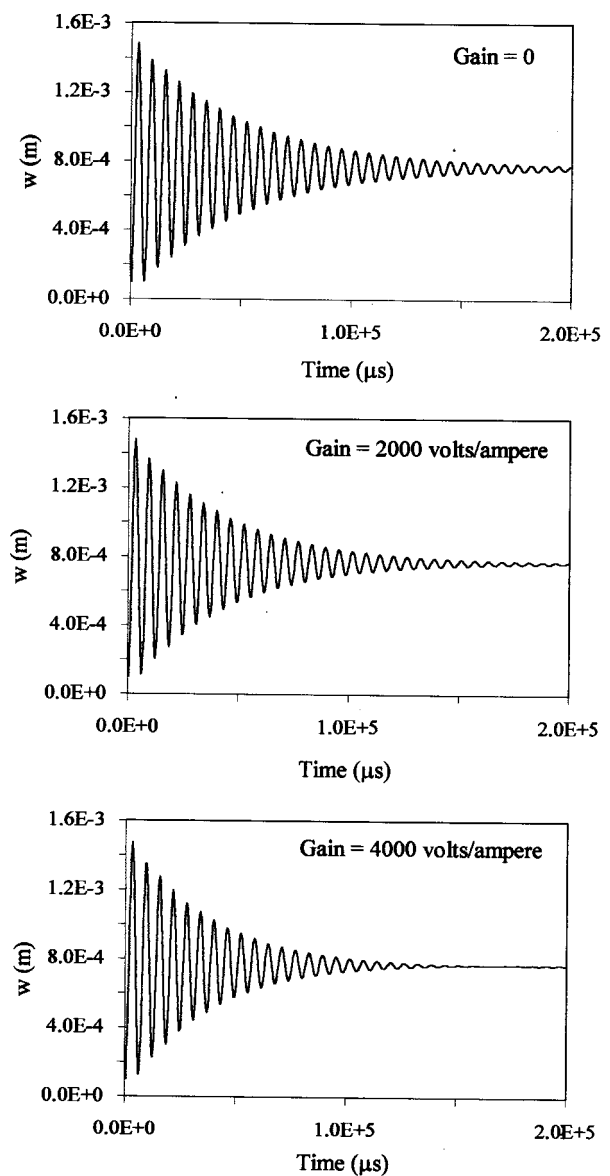 1.6E-3
Gain = 0
1.2E-3
w (m)
8.0E-4
4.0E-4
0.0E+0
0.0E+0 1.0E+5 2.0E+5
Time (μs)
1.6E-3
Gain = 2000 volts/ampere
1.2E-3
w (m)
8.0E-4
4.0E-4
0.0E+0
0.0E+0 1.0E+5 2.0E+5
Time (μs)
1.6E-3
Gain = 4000 volts/ampere
1.2E-3
w (m)
8.0E-4
4.0E-4
0.0E+0
0.0E+0 1.0E+5 2.0E+5
Time (μs)